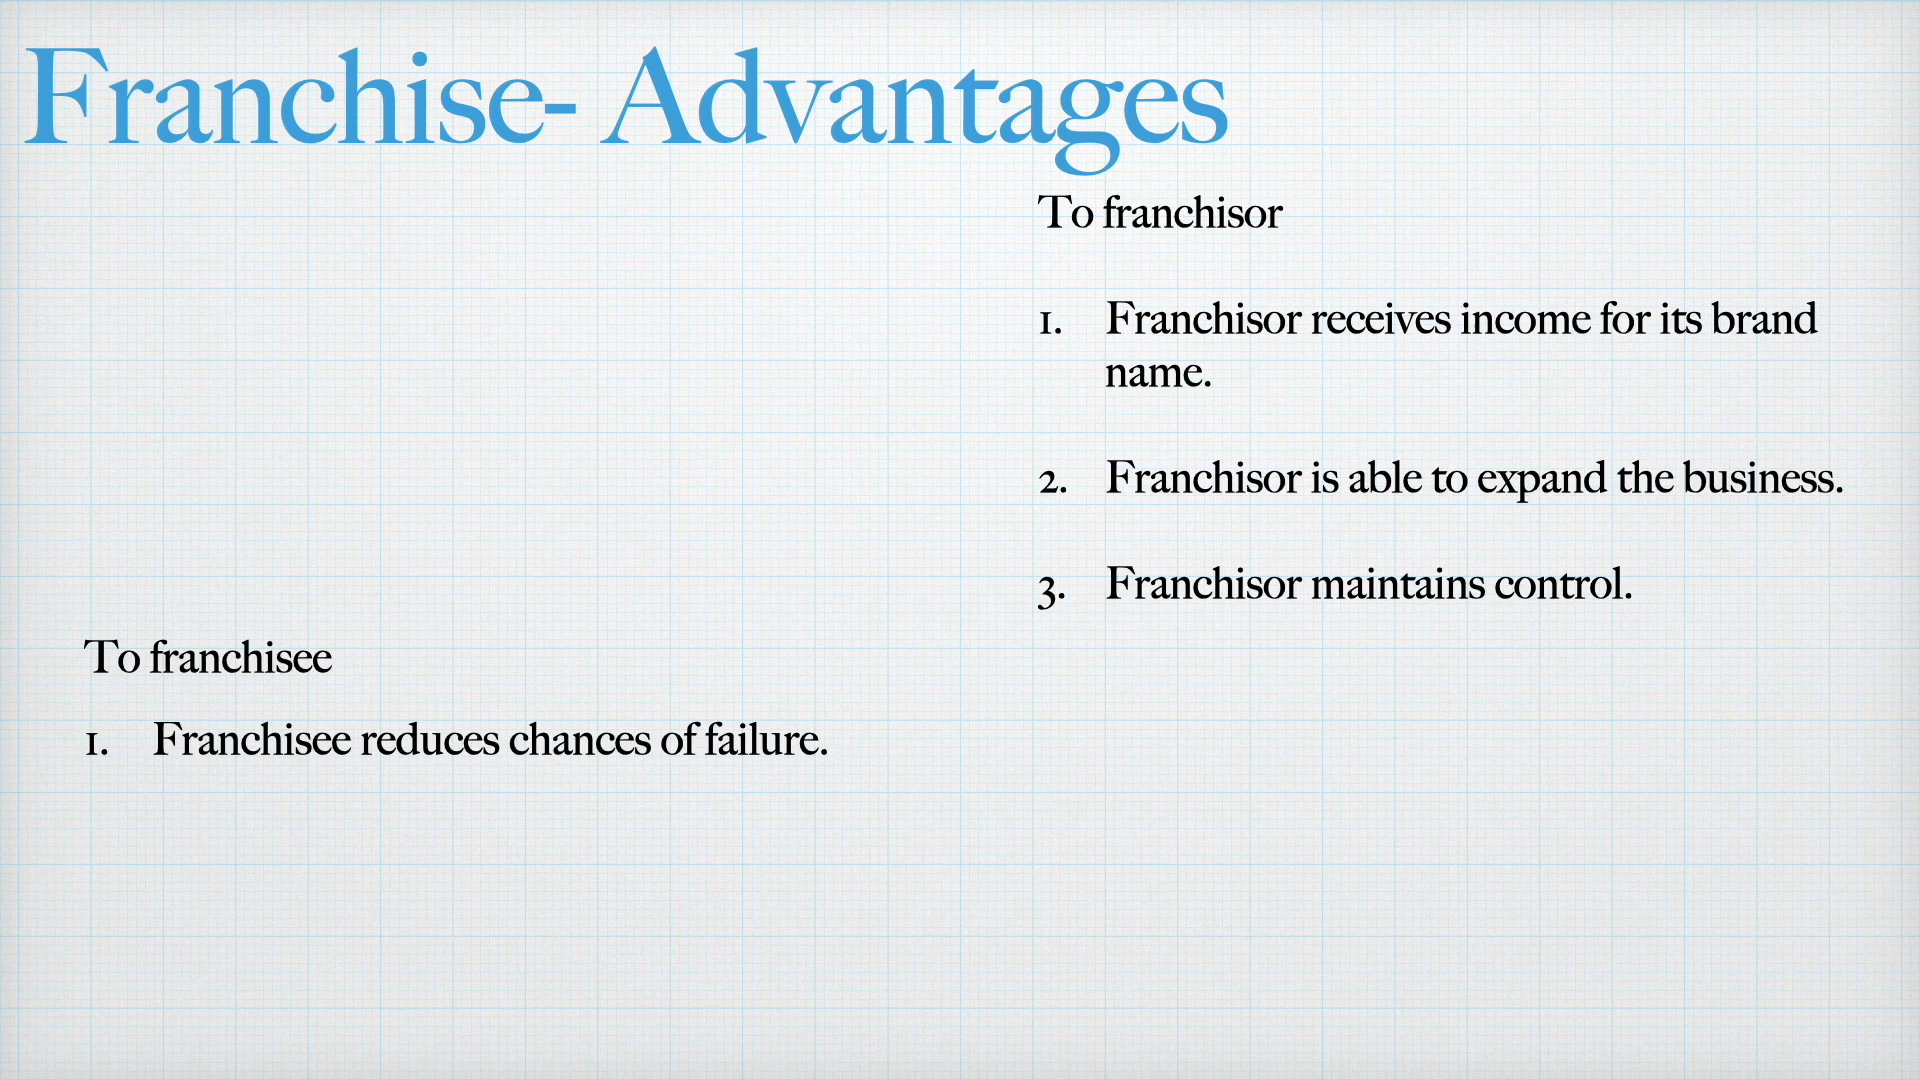 Franchise- Advantages
To franchisor
1. Franchisor receives income for its brand
name.
2. Franchisor is able to expand the business.
3. Franchisor maintains control.
To franchisee
1. Franchisee reduces chances of failure.